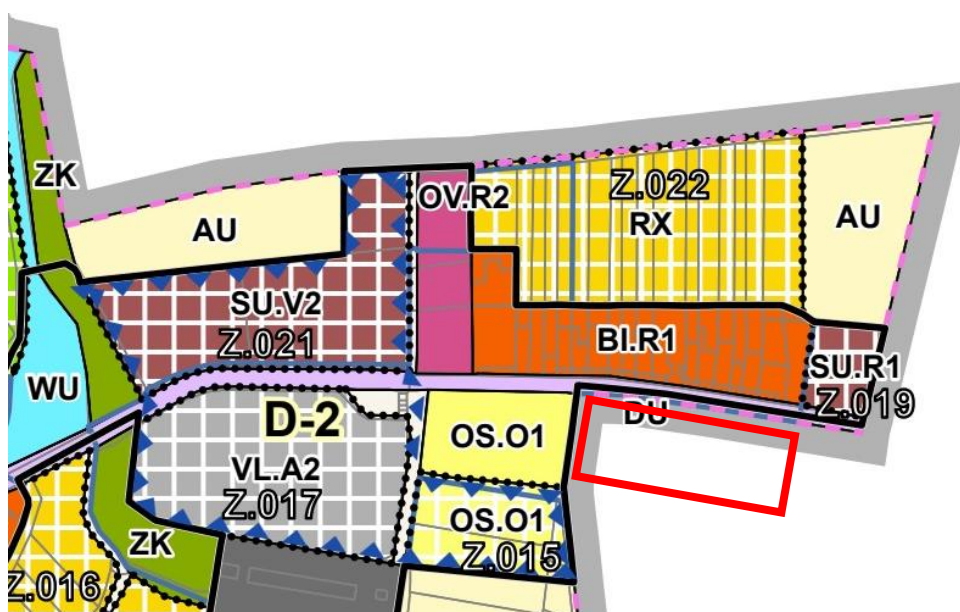 ZK
AU
OV.R2
Z.022
RX
AU
SU.V2
Z.021
BI.R1
SU.R1
Z.019
WU
DU
D-2
OS.O1
VL.A2
Z.017
OS.O1
Z.015
ZK
Z.016